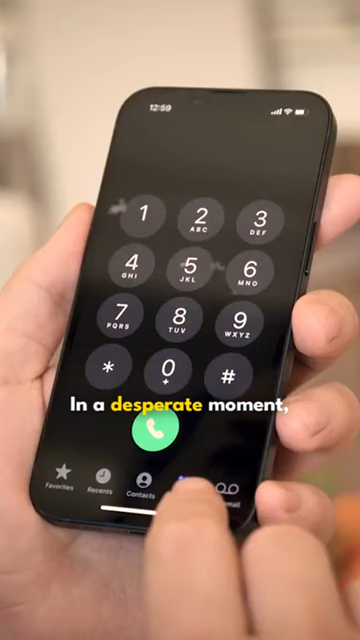 12:59
1
2
ABC
3
DEF
4
GHI
5
JKL
6
MNO
7
PQRS
8
TUV
9
WXYZ
*
0
+
#
In a desperate moment,
Favorites
Recents
Contacts